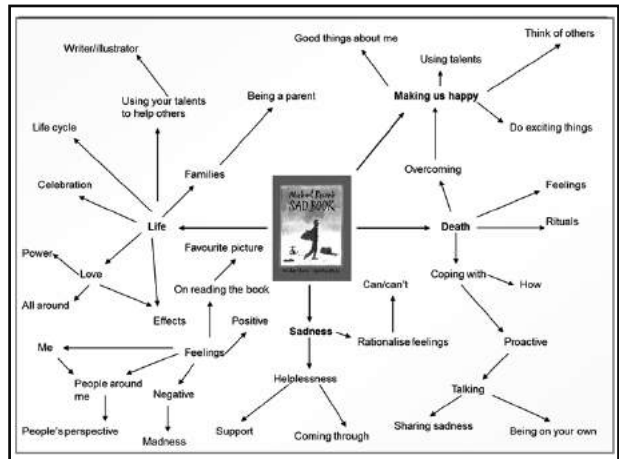 Writer/illustrator
Good things about me
Think of others
Using talents
Using your talents
to help others
Being a parent
Making us happy
Life cycle
Do exciting things
Families
Overcoming
Celebration
Feelings
Michael Rosen's
SAD BOOK
Life
Favourite picture
Death
Rituals
Power
Love
Coping with
How
On reading the book
Can/can't
All around
Effects
Positive
Sadness
Me
Feelings
Rationalise feelings
Proactive
People around
me
Negative
Helplessness
Talking
People's perspective
Madness
Support
Coming through
Sharing sadness
Being on your own